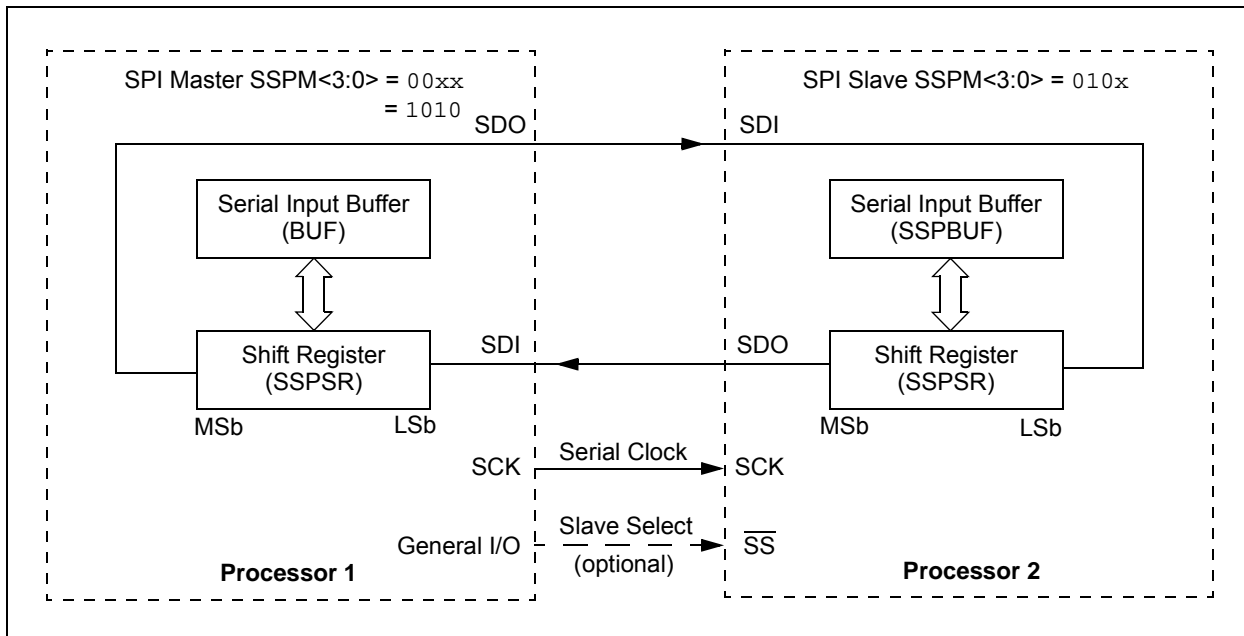 SPI Master SSPM<3:0> = 00xx
= 1010
SDO
Serial Input Buffer
(BUF)
SDI
Shift Register
(SSPSR)
MSb
LSb
SCK
General I/O
Processor 1
Serial Clock
Slave Select
(optional)
SPI Slave SSPM<3:0> = 010x
SDI
Serial Input Buffer
(SSPBUF)
SDO
Shift Register
(SSPSR)
MSb
LSb
SCK
S̅S̅
Processor 2